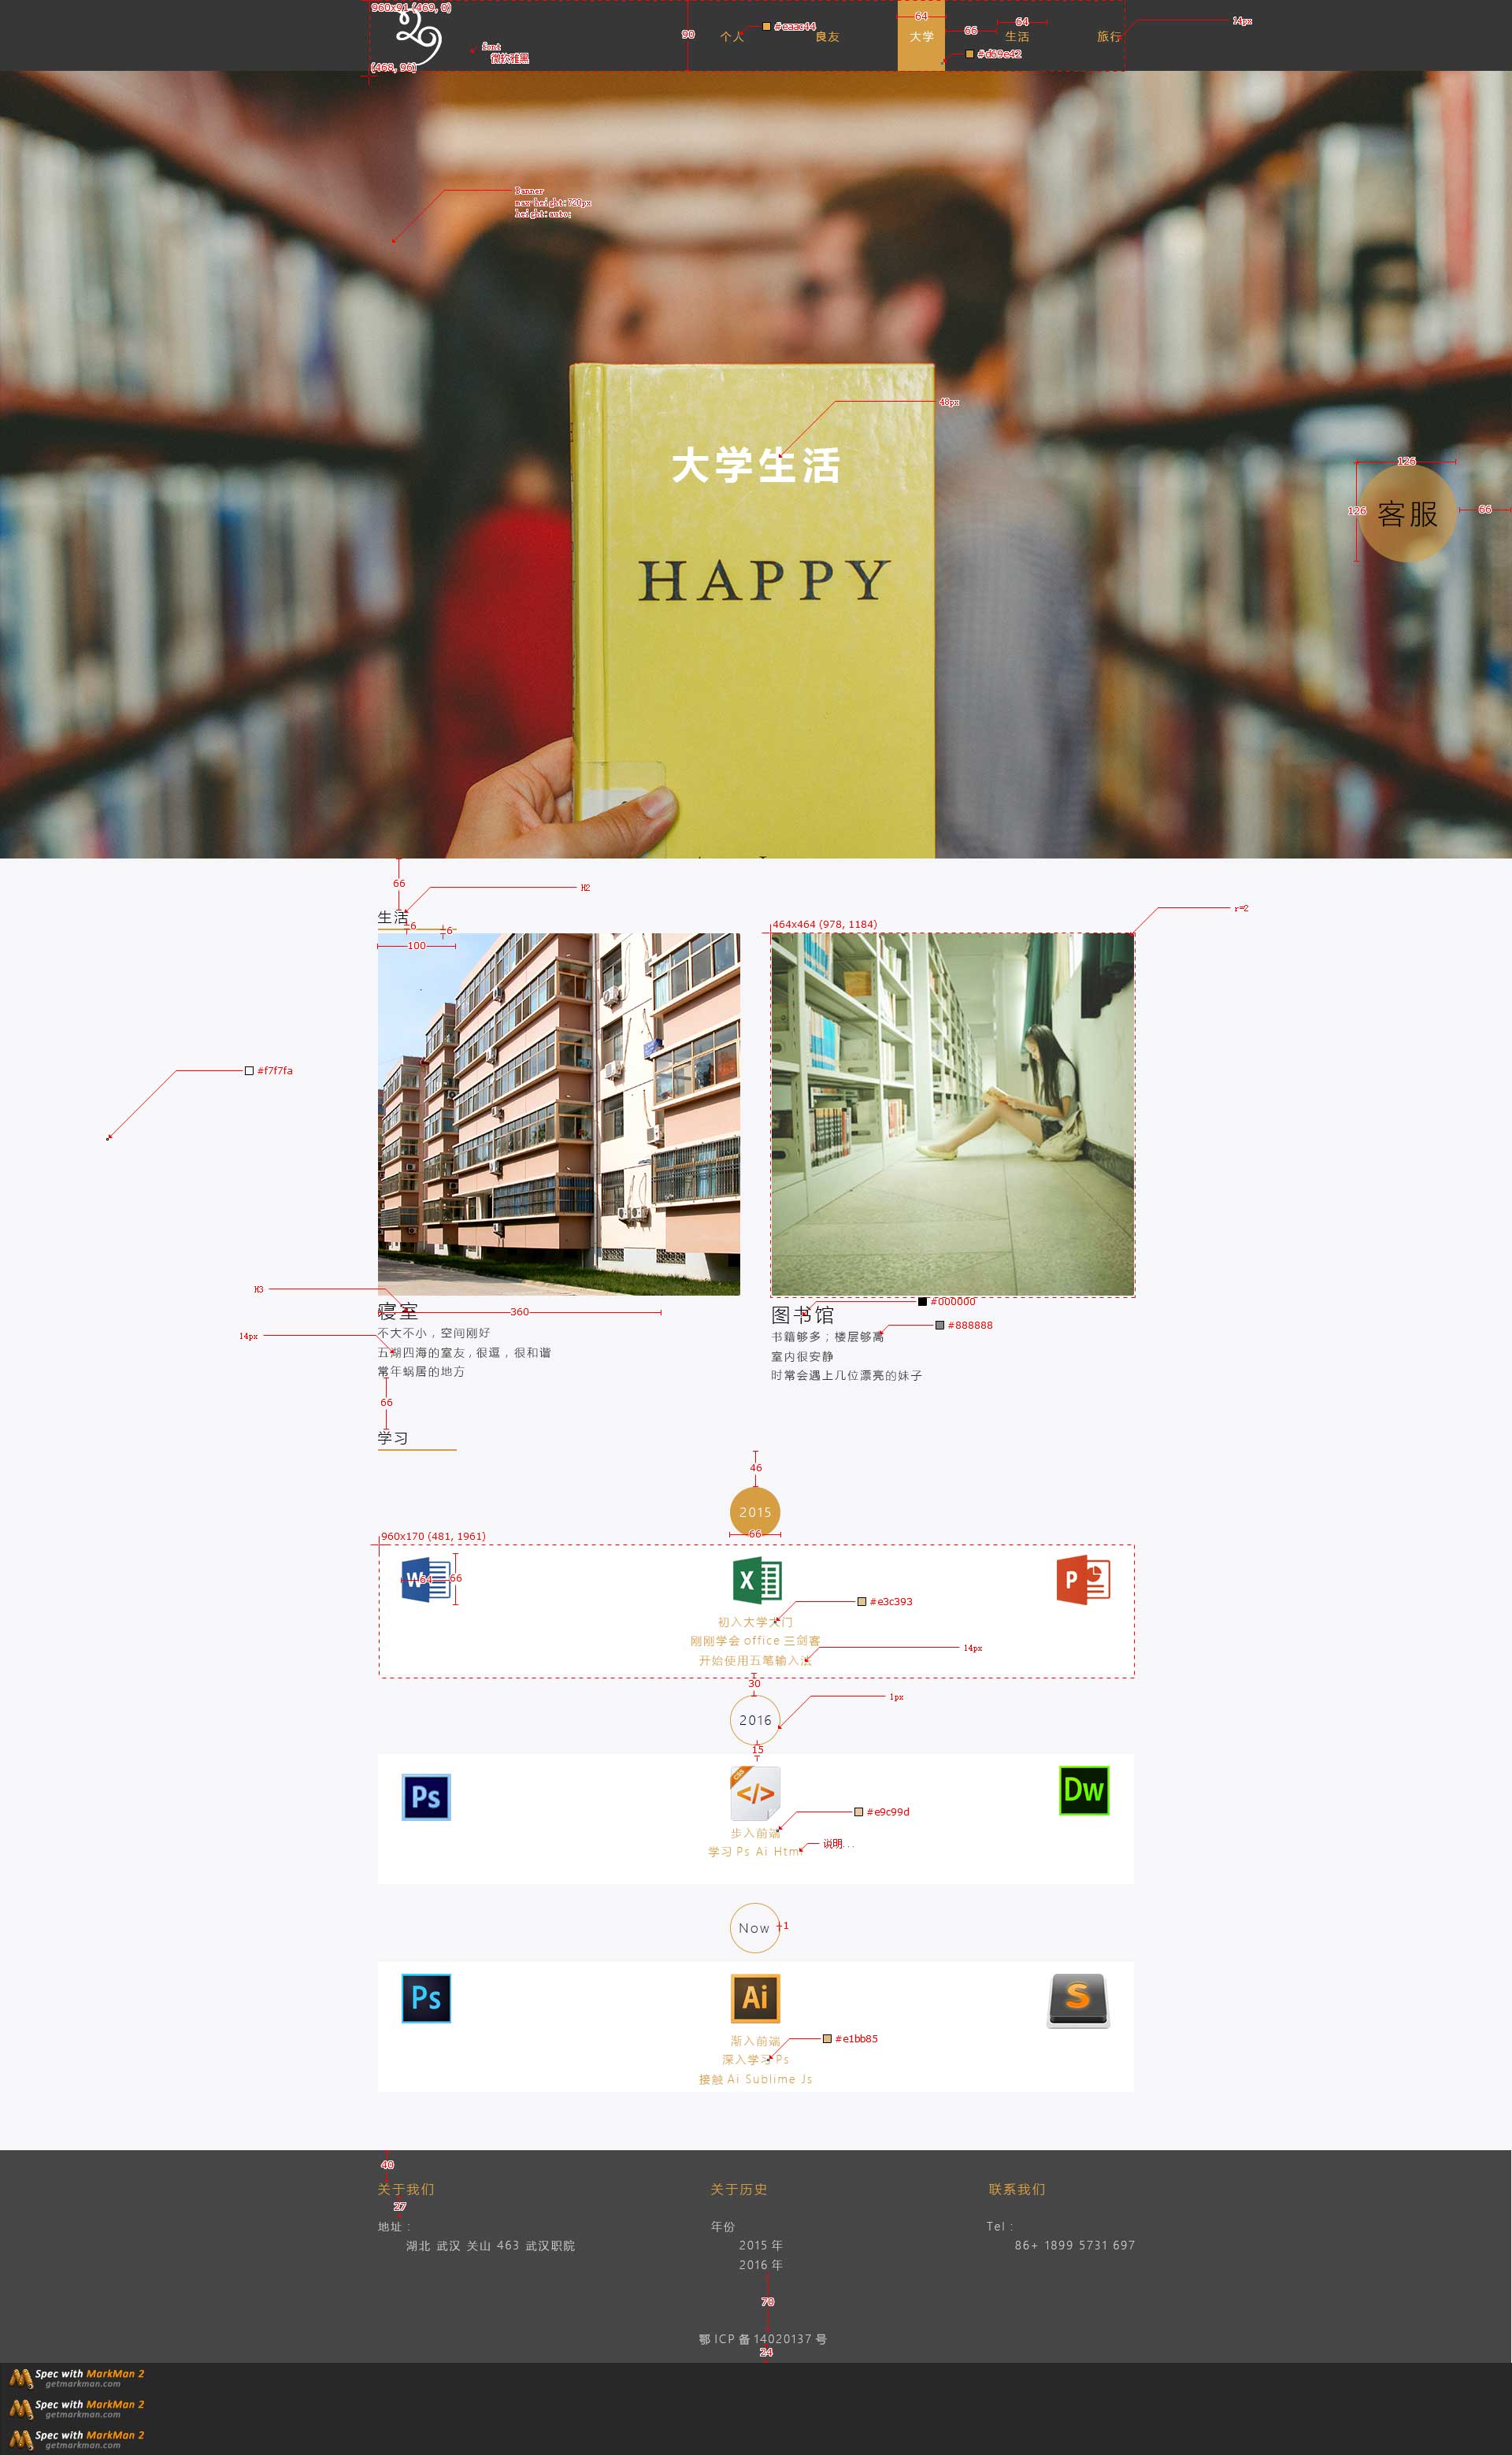 960x91 (469, 0)
(468, 96)
font
微软雅黑
90
个人
#eaac44
良友
64
大学
66
#d69e42
64
生活
旅行
14px
Banner
max-height:720px
height:auto;
48px
大学生活
HAPPY
126
126
客服
66
66
H2
生活
6
6
100
464x464 (978, 1184)
r=2
#f7f7fa
H3
寝室
360
14px
不大不小，空间刚好
五湖四海的室友，很逗，很和谐
常年蜗居的地方
#000000
图书馆
#888888
书籍够多；楼层够高
室内很安静
时常会遇上几位漂亮的妹子
66
学习
46
2015
66
960x170 (481, 1961)
W
64
66
X
P
#e3c393
初入大学大门
刚刚学会 office 三剑客
开始使用五笔输入法
14px
30
1px
2016
15
Ps
CSS
</>
Dw
#e9c99d
步入前端
学习 Ps Ai Html
说明...
Now
1
Ps
Ai
S
渐入前端
#e1bb85
深入学习 Ps
接触 Ai Sublime Js
40
关于我们
关于历史
联系我们
27
地址：
年份
Tel：
湖北 武汉 关山 463 武汉职院
2015 年
86+ 1899 5731 697
2016 年
70
鄂 ICP 备 14020137 号
24
Spec with MarkMan 2
getmarkman.com
Spec with MarkMan 2
getmarkman.com
Spec with MarkMan 2
getmarkman.com